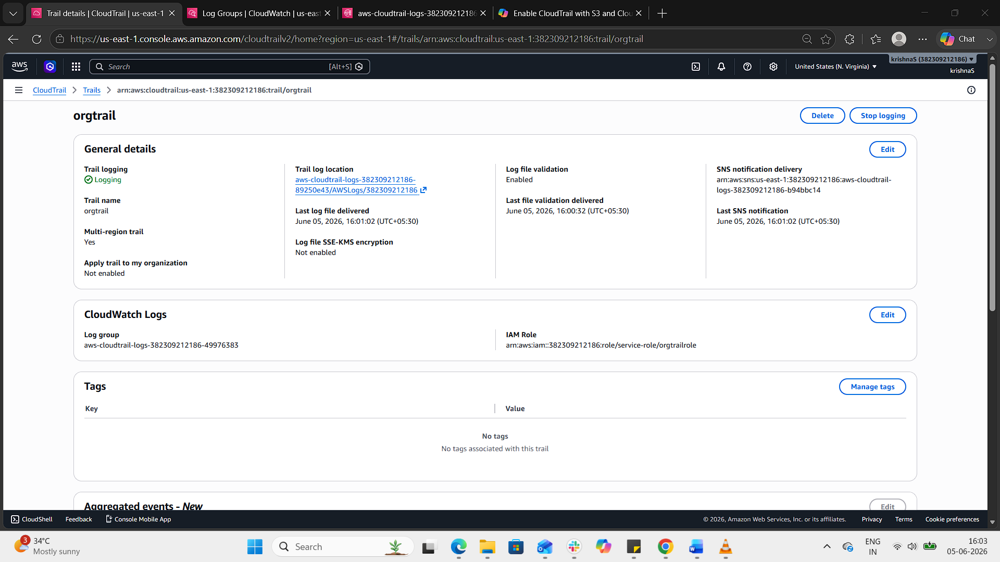 Trail details | CloudTrail | us-east-1
Log Groups | CloudWatch | us-eas
aws-cloudtrail-logs-382309212186
Enable CloudTrail with S3 and Clou
https://us-east-1.console.aws.amazon.com/cloudtrailv2/home?region=us-east-1#/trails/arn:aws:cloudtrail:us-east-1:382309212186:trail/orgtrail
Chat
aws
Search
[Alt+S]
United States (N. Virginia)
krishnaS (382309212186)
krishnaS
CloudTrail
Trails
arn:aws:cloudtrail:us-east-1:382309212186:trail/orgtrail
orgtrail
Delete
Stop logging
General details
Edit
Trail logging
Logging
Trail name
orgtrail
Multi-region trail
Yes
Apply trail to my organization
Not enabled
Trail log location
aws-cloudtrail-logs-382309212186-
89250e43/AWSLogs/382309212186
Last log file delivered
June 05, 2026, 16:01:02 (UTC+05:30)
Log file SSE-KMS encryption
Not enabled
Log file validation
Enabled
Last file validation delivered
June 05, 2026, 16:00:32 (UTC+05:30)
SNS notification delivery
arn:aws:sns:us-east-1:382309212186:aws-cloudtrail-
logs-382309212186-b94bbc14
Last SNS notification
June 05, 2026, 16:01:02 (UTC+05:30)
CloudWatch Logs
Edit
Log group
aws-cloudtrail-logs-382309212186-49976383
IAM Role
arn:aws:iam::382309212186:role/service-role/orgtrailrole
Tags
Manage tags
Key
Value
No tags
No tags associated with this trail
Aggregated events - New
Edit
CloudShell
Feedback
Console Mobile App
© 2026, Amazon Web Services, Inc. or its affiliates.
Privacy
Terms
Cookie preferences
3
34°C
Mostly sunny
Search
ENG
IN
16:03
05-06-2026